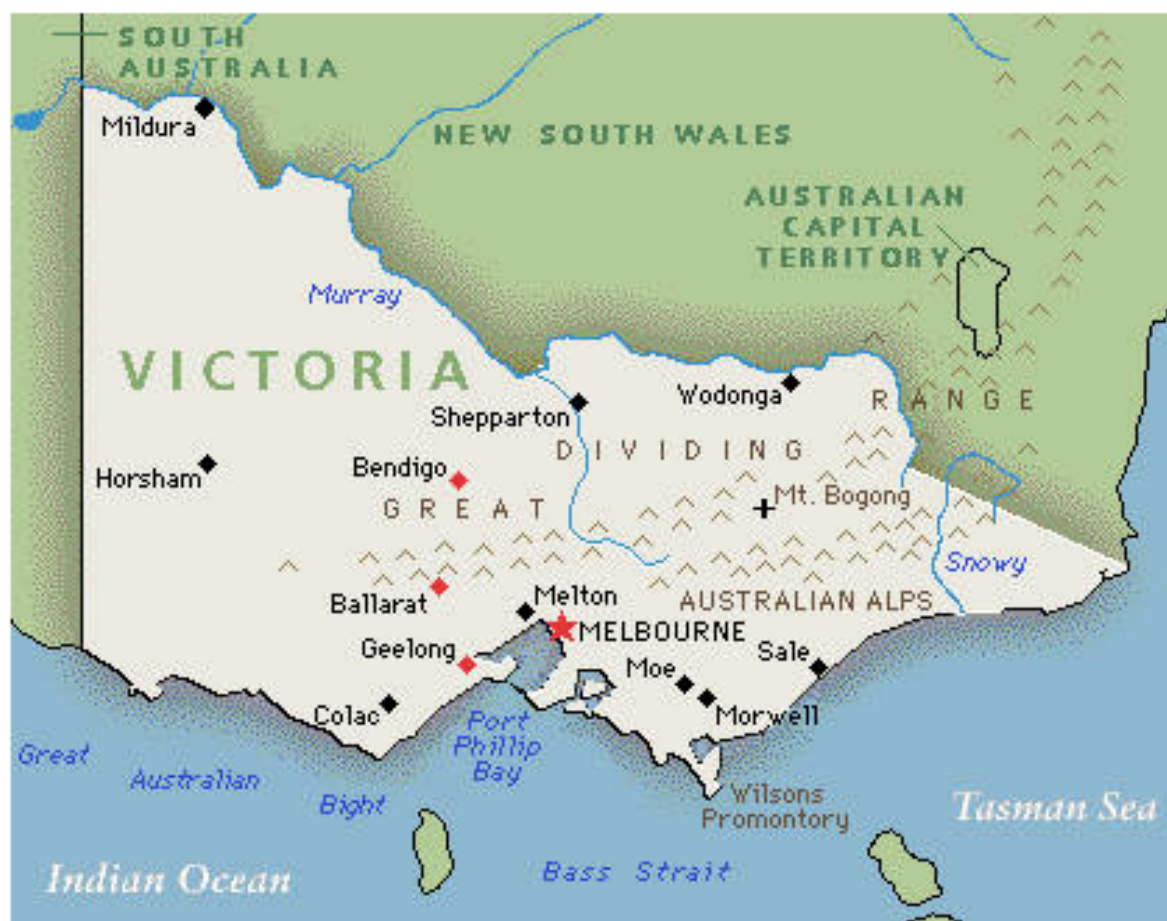 SOUTH
AUSTRALIA
Mildura
NEW SOUTH WALES
AUSTRALIAN
CAPITAL
TERRITORY
Murray
VICTORIA
Wodonga
RANGE
Shepparton
DIVIDING
Horsham
Bendigo
Mt. Bogong
GREAT
Snowy
Ballarat
Melton
AUSTRALIAN ALPS
MELBOURNE
Geelong
Sale
Moe
Colac
Morwell
Port
Phillip
Bay
Great
Australian
Bight
Wilsons
Promontory
Tasman Sea
Indian Ocean
Bass Strait